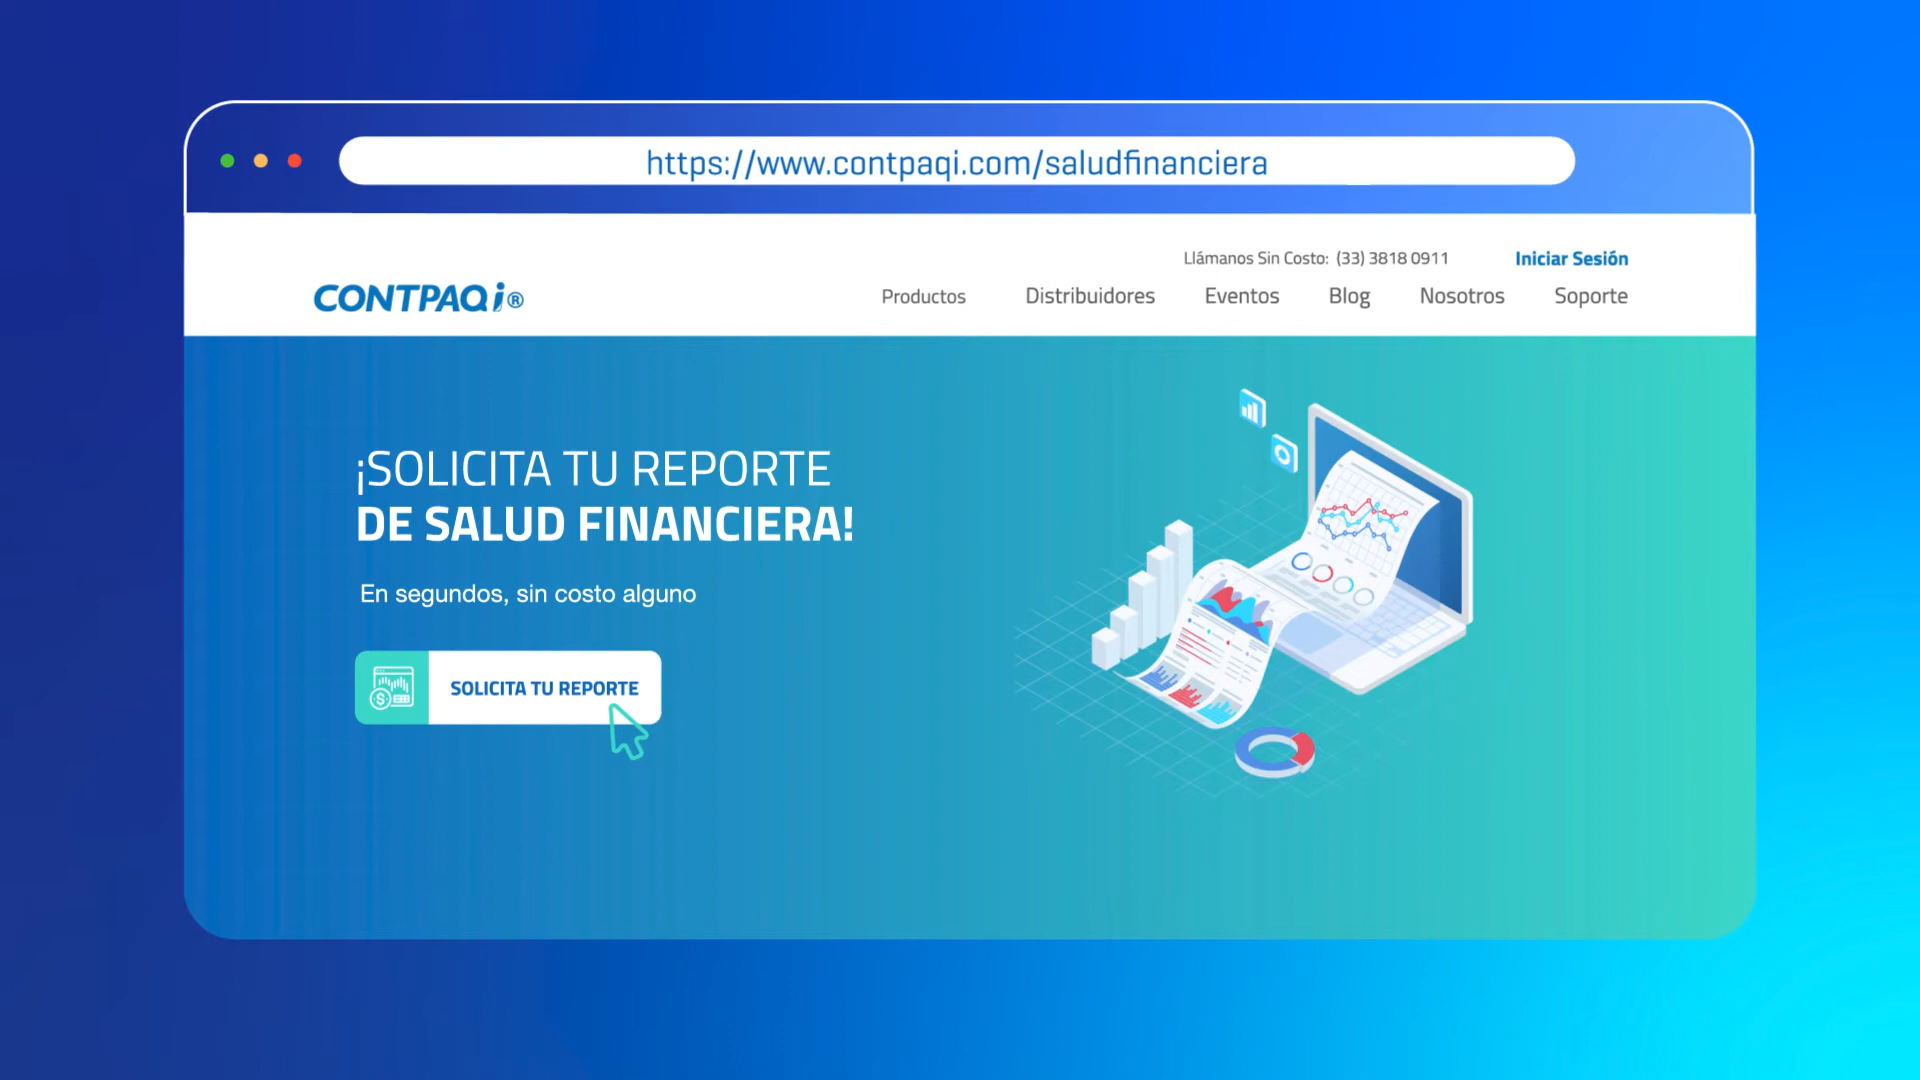 https://www.contpaqi.com/saludfinanciera
Llámanos Sin Costo: (33) 3818 0911 Iniciar Sesión
CONTPAQi®
Productos Distribuidores Eventos Blog Nosotros Soporte
¡SOLICITA TU REPORTE
DE SALUD FINANCIERA!
En segundos, sin costo alguno
SOLICITA TU REPORTE